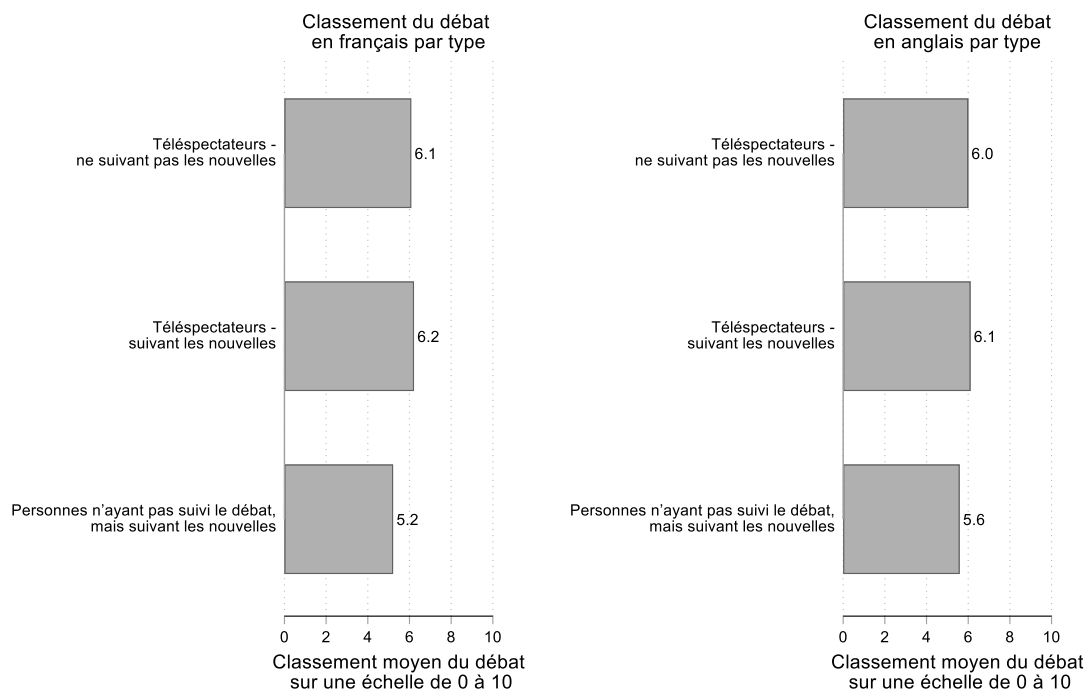 Classement du débat
en français par type
Téléspectateurs -
ne suivant pas les nouvelles
6.1
Téléspectateurs -
suivant les nouvelles
6.2
Personnes n’ayant pas suivi le débat,
mais suivant les nouvelles
5.2
0 2 4 6 8 10
Classement moyen du débat
sur une échelle de 0 à 10
Classement du débat
en anglais par type
Téléspectateurs -
ne suivant pas les nouvelles
6.0
Téléspectateurs -
suivant les nouvelles
6.1
Personnes n’ayant pas suivi le débat,
mais suivant les nouvelles
5.6
0 2 4 6 8 10
Classement moyen du débat
sur une échelle de 0 à 10